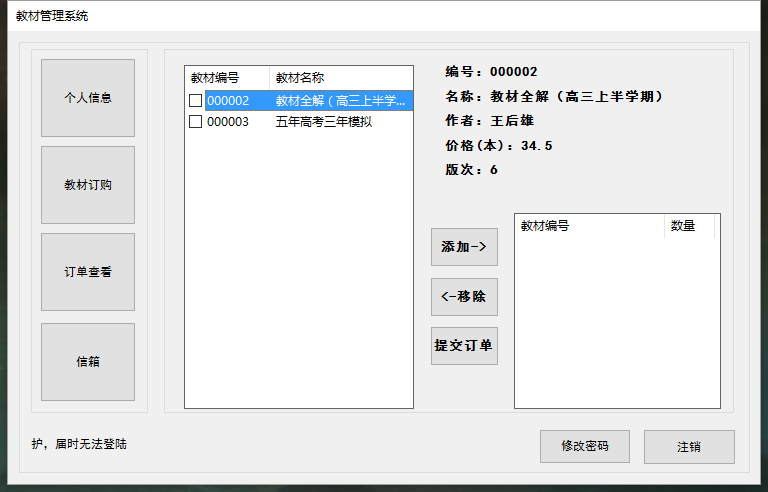 教材管理系统
个人信息
教材订购
订单查看
信箱
教材编号 教材名称
000002 教材全解（高三上半学...
000003 五年高考三年模拟
编号：000002
名称：教材全解（高三上半学期）
作者：王后雄
价格(本)：34.5
版次：6
添加->
<-移除
提交订单
教材编号 数量
护，届时无法登陆
修改密码
注销